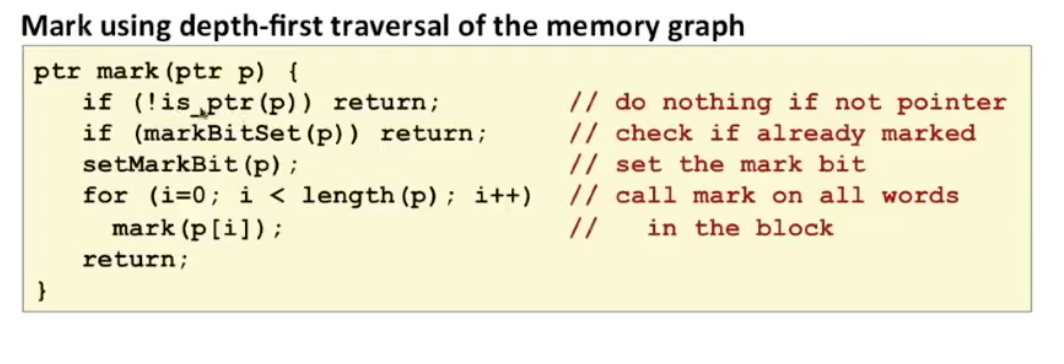 Mark using depth-first traversal of the memory graph
ptr mark(ptr p) {
   if (!is_ptr(p)) return;        // do nothing if not pointer
   if (markBitSet(p)) return;     // check if already marked
   setMarkBit(p);                 // set the mark bit
   for (i=0; i < length(p); i++)  // call mark on all words
     mark(p[i]);                  //   in the block
   return;
}